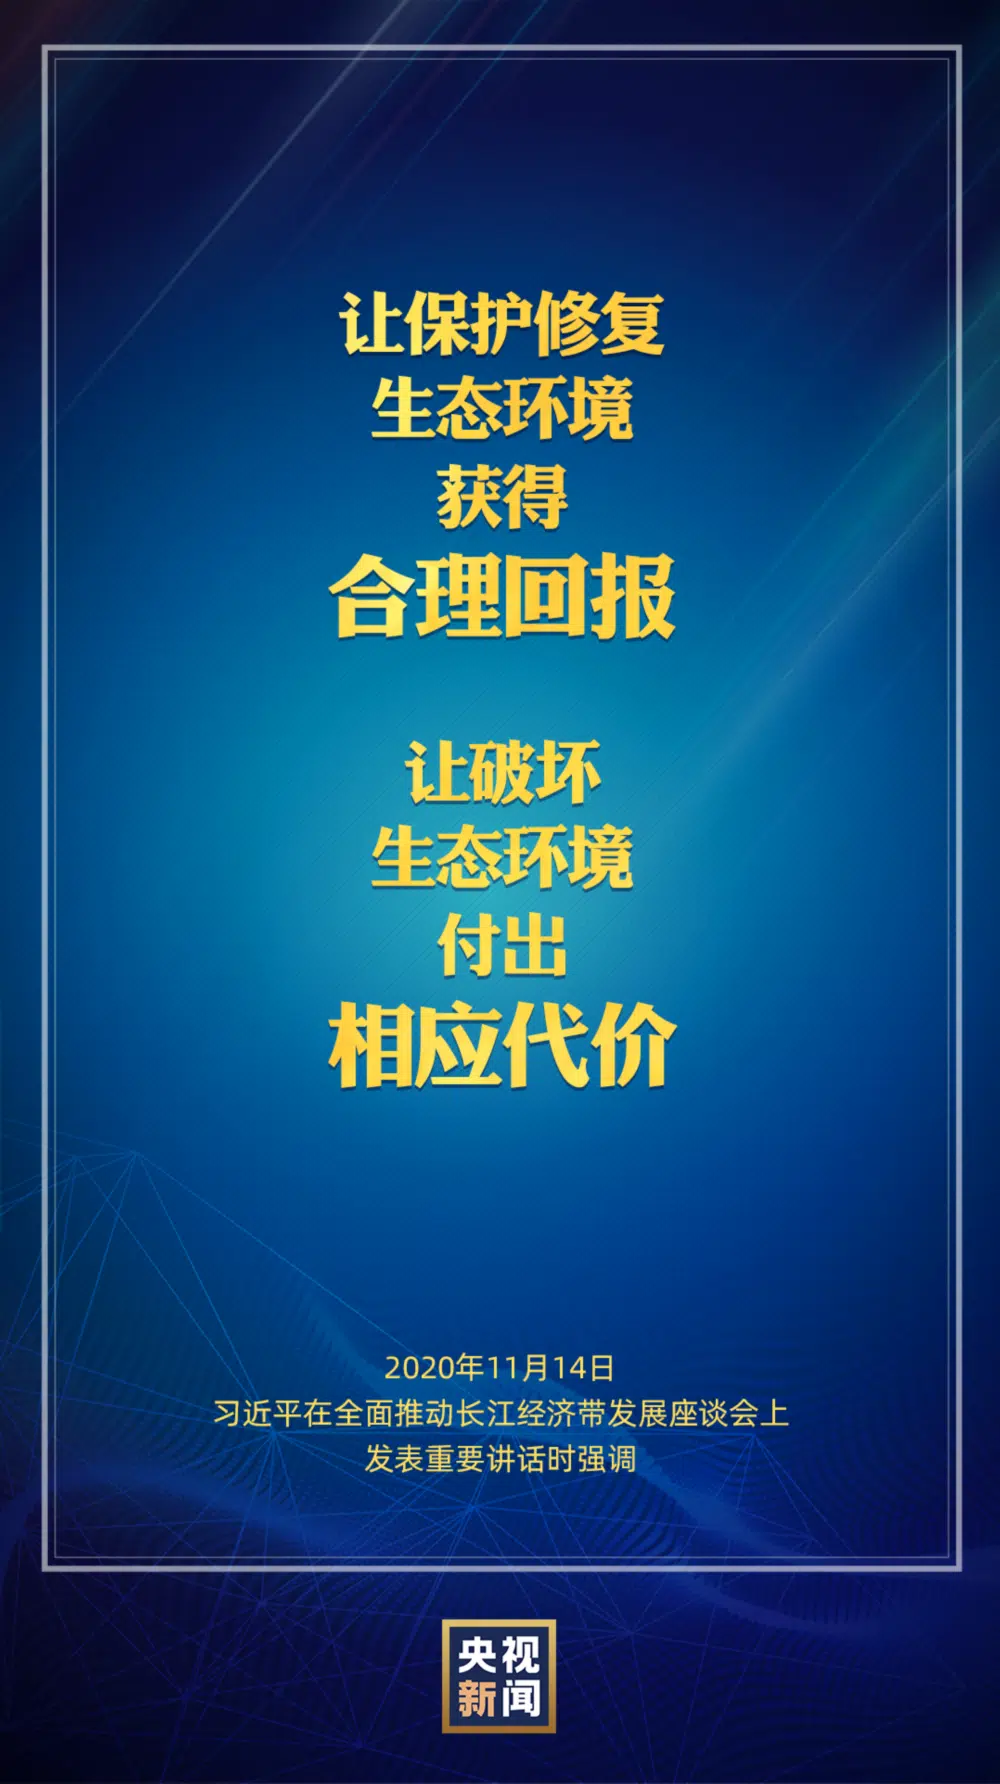 让保护修复
生态环境
获得
合理回报
让破坏
生态环境
付出
相应代价
2020年11月14日
习近平在全面推动长江经济带发展座谈会上
发表重要讲话时强调
央视
新闻